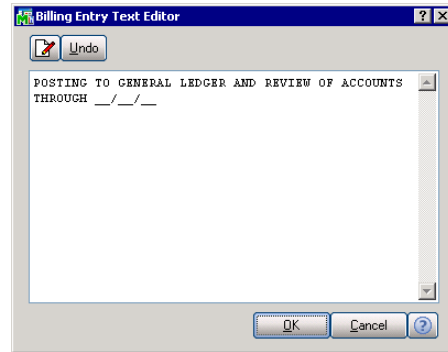 Billing Entry Text Editor
Undo
POSTING TO GENERAL LEDGER AND REVIEW OF ACCOUNTS
THROUGH __/__/__
OK
Cancel